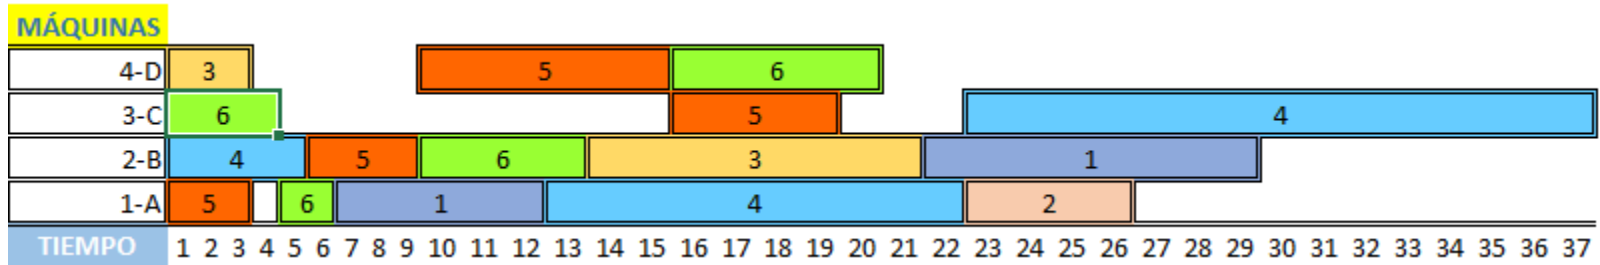 MÁQUINAS
4-D 3 5 6
3-C 6 5 4
2-B 4 5 6 3 1
1-A 5 6 1 4 2
TIEMPO 1 2 3 4 5 6 7 8 9 10 11 12 13 14 15 16 17 18 19 20 21 22 23 24 25 26 27 28 29 30 31 32 33 34 35 36 37